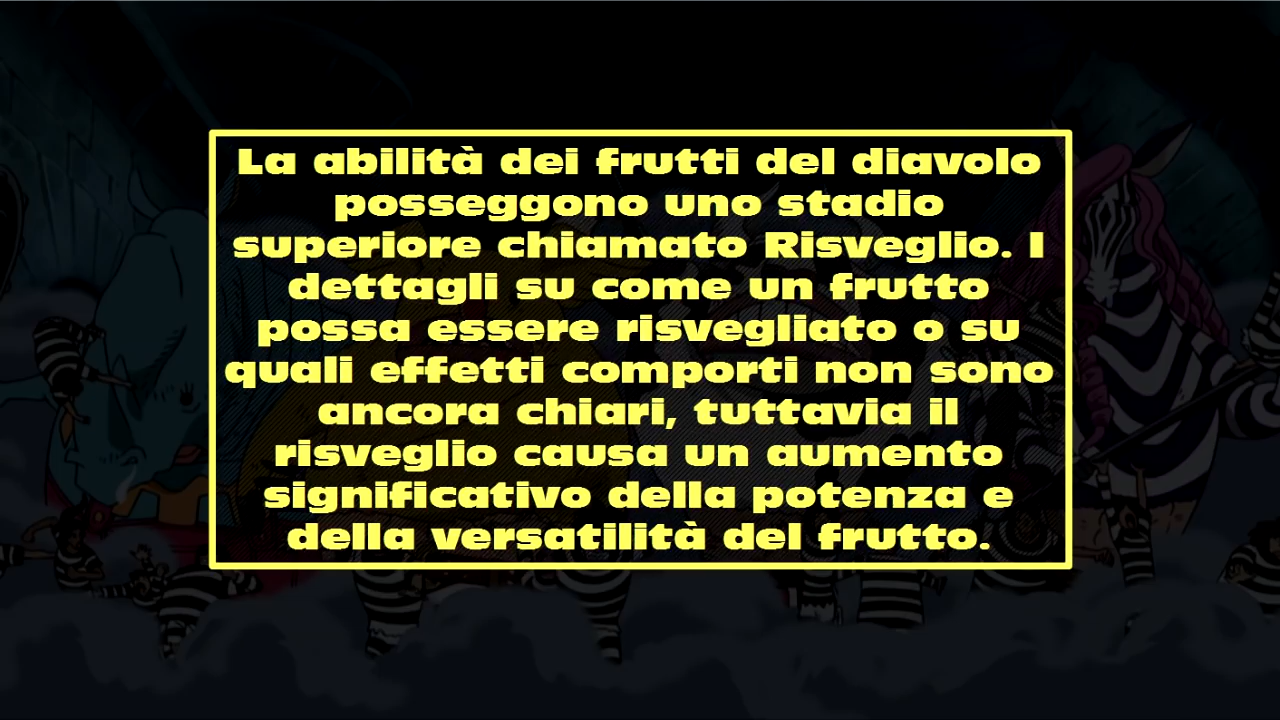 La abilità dei frutti del diavolo
posseggono uno stadio
superiore chiamato Risveglio. I
dettagli su come un frutto
possa essere risvegliato o su
quali effetti comporti non sono
ancora chiari, tuttavia il
risveglio causa un aumento
significativo della potenza e
della versatilità del frutto.